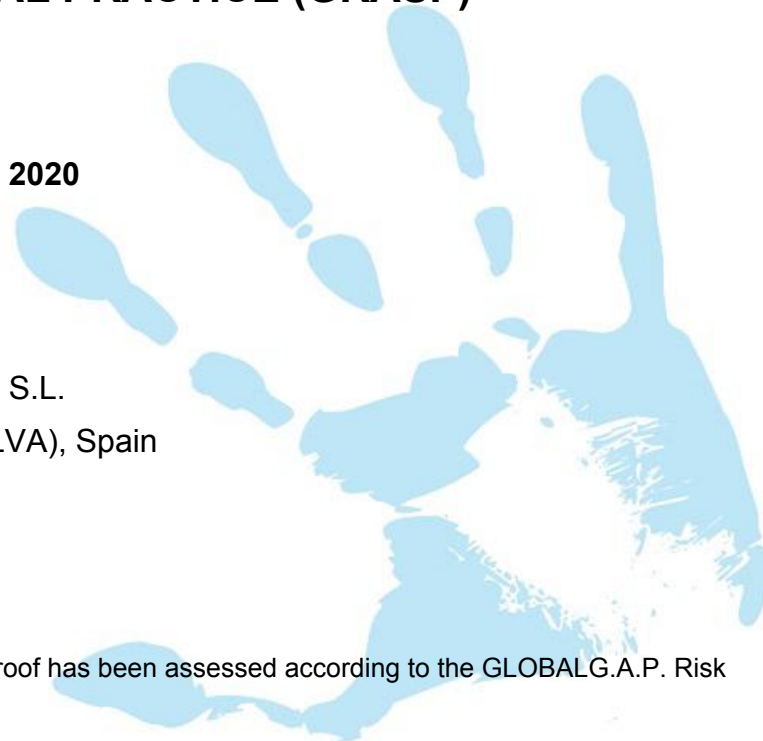 2020
S.L.
LVA), Spain
roof has been assessed according to the GLOBALG.A.P. Risk